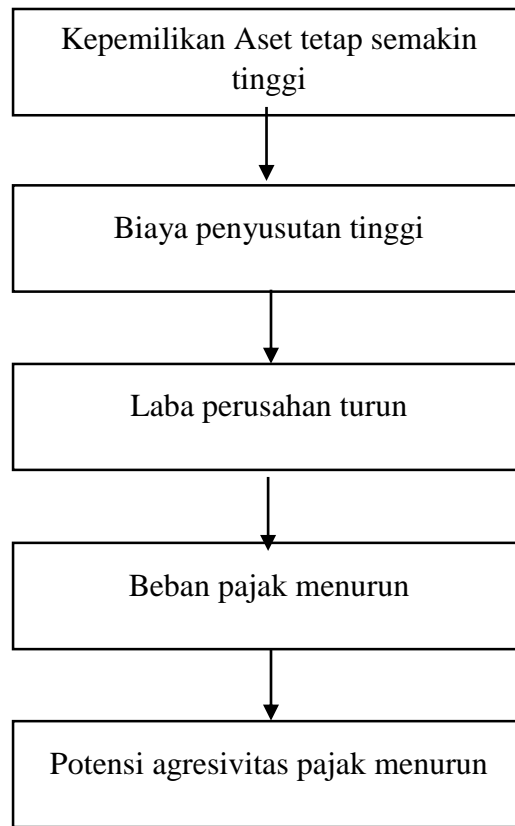 Kepemilikan Aset tetap semakin
tinggi
Biaya penyusutan tinggi
Laba perusahan turun
Beban pajak menurun
Potensi agresivitas pajak menurun